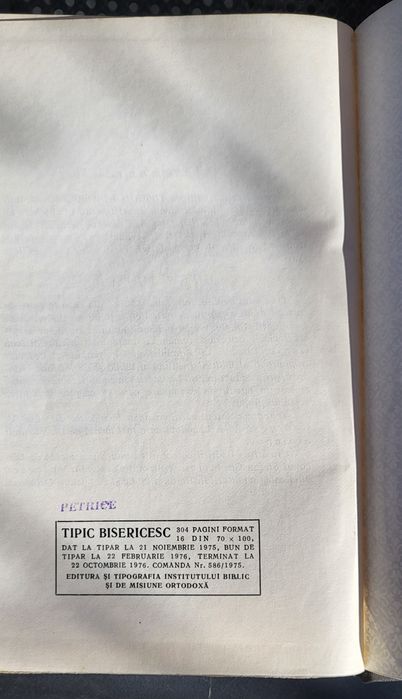 PETRICE
TIPIC BISERICESC 304 PAGINI FORMAT
16 DIN 70 × 100,
DAT LA TIPAR LA 21 NOIEMBRIE 1975, BUN DE
TIPAR LA 22 FEBRUARIE 1976, TERMINAT LA
22 OCTOMBRIE 1976. COMANDA Nr. 586/1975.
EDITURA ȘI TIPOGRAFIA INSTITUTULUI BIBLIC
ȘI DE MISIUNE ORTODOXĂ